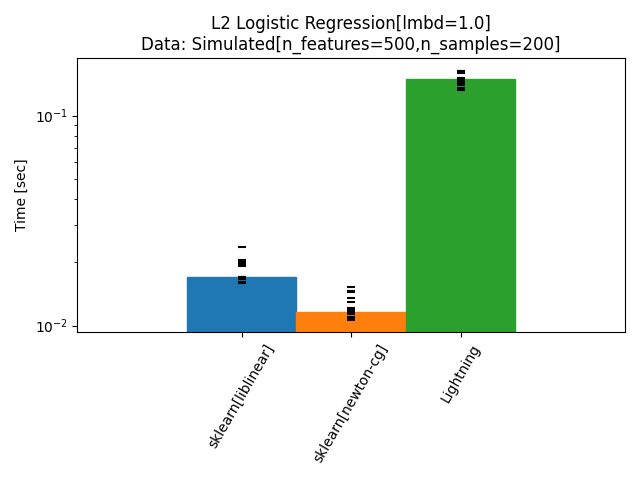 L2 Logistic Regression[lmbd=1.0]
Data: Simulated[n_features=500,n_samples=200]
Time [sec]
10⁻¹
10⁻²
sklearn[liblinear]
sklearn[newton-cg]
Lightning